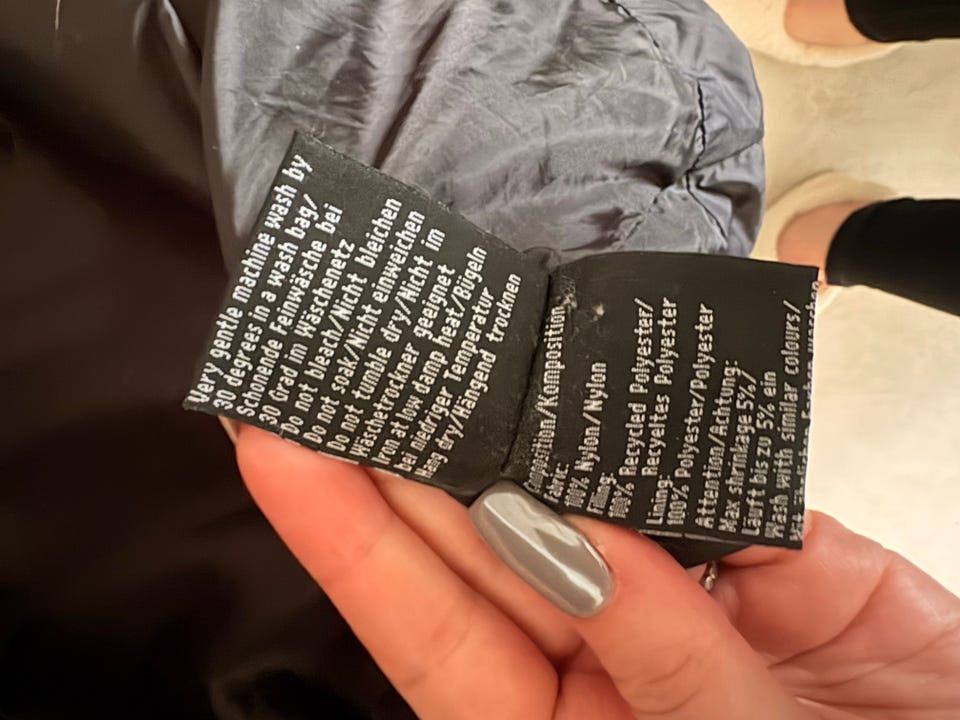 Very gentle machine wash by
30 degrees in a wash bag/
Schonende Feinwäsche bei
30 Grad im Wäschenetz
Do not bleach/Nicht bleichen
Do not soak/Nicht einweichen
Do not tumble dry/Nicht im
Wäschetrockner geeignet
Iron at low damp heat/Bügeln
bei niedriger Temperatur
Hang dry/Hängend trocknen
Composition/Komposition
Fabric:
100% Nylon/Nylon
Filling:
100% Recycled Polyester/
Recyceltes Polyester
Lining:
100% Polyester/Polyester
Attention/Achtung:
Max shrinkage 5%/
Läuft bis zu 5% ein
Wash with similar colours/